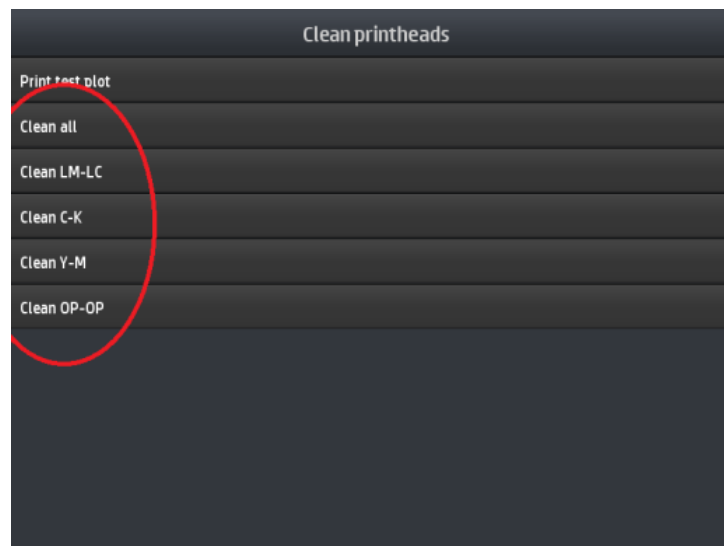 Clean printheads
Print test plot
Clean all
Clean LM-LC
Clean C-K
Clean Y-M
Clean OP-OP